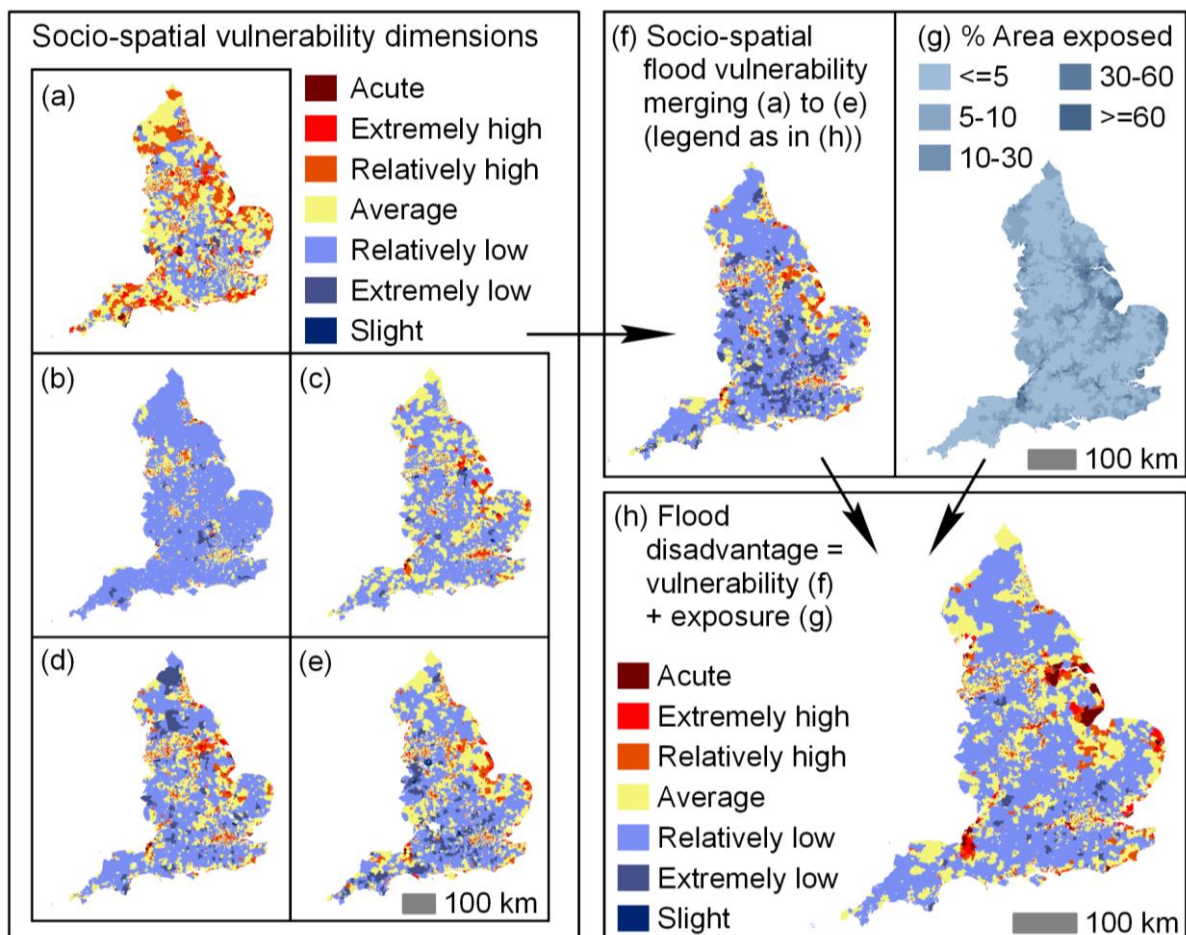 Socio-spatial vulnerability dimensions
(a)
Acute
Extremely high
Relatively high
Average
Relatively low
Extremely low
Slight
(b)
(c)
(d)
(e)
100 km
(f) Socio-spatial
flood vulnerability
merging (a) to (e)
(legend as in (h))
(g) % Area exposed
<=5
30-60
5-10
>=60
10-30
100 km
(h) Flood
disadvantage =
vulnerability (f)
+ exposure (g)
Acute
Extremely high
Relatively high
Average
Relatively low
Extremely low
Slight
100 km